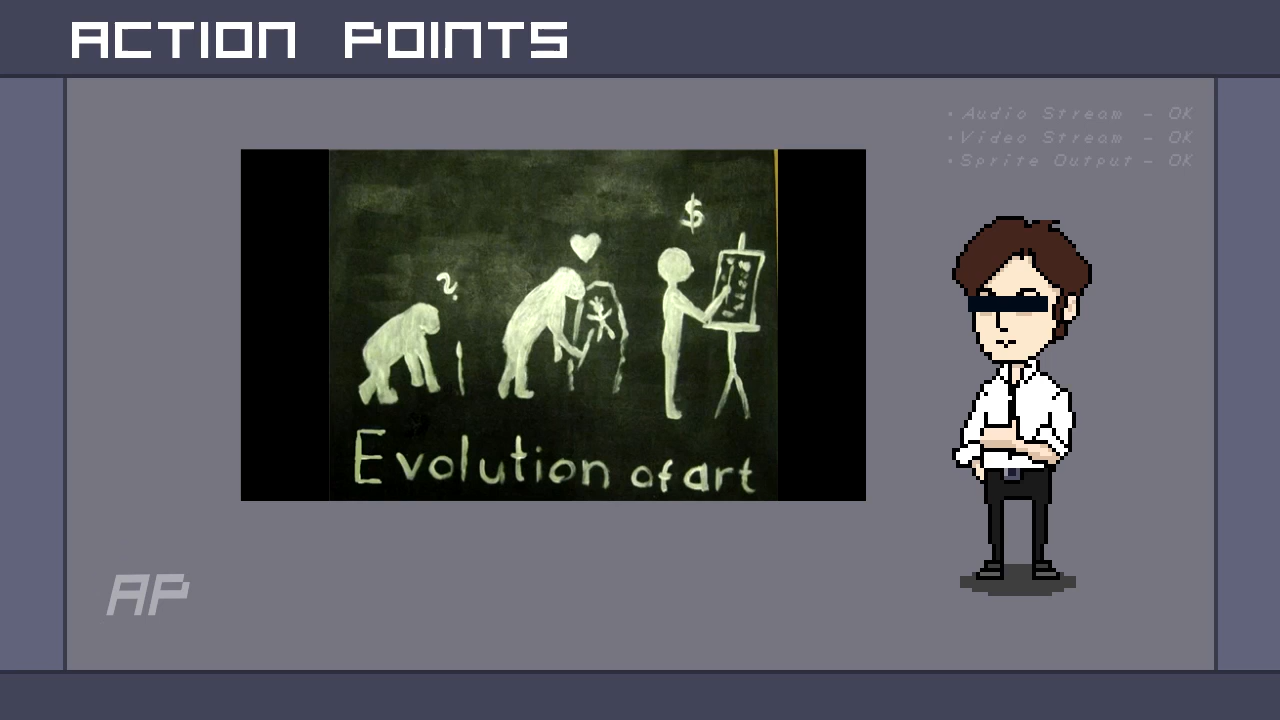 ACTION POINTS
• Audio Stream - OK
• Video Stream - OK
• Sprite Output - OK
$
?
Evolution of art
AP